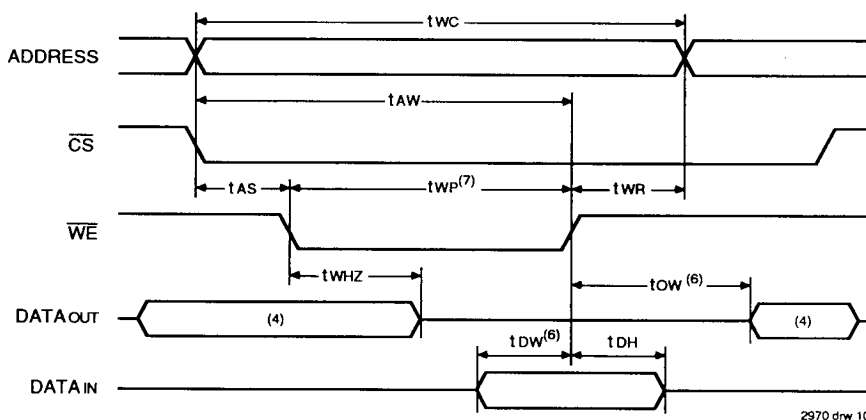 tWC
ADDRESS
tAW
CS
tAS
tWP(7)
tWR
WE
tWHZ
tOW (6)
DATAOUT
(4)
(4)
tDW(6)
tDH
DATAIN
2970 drw 10